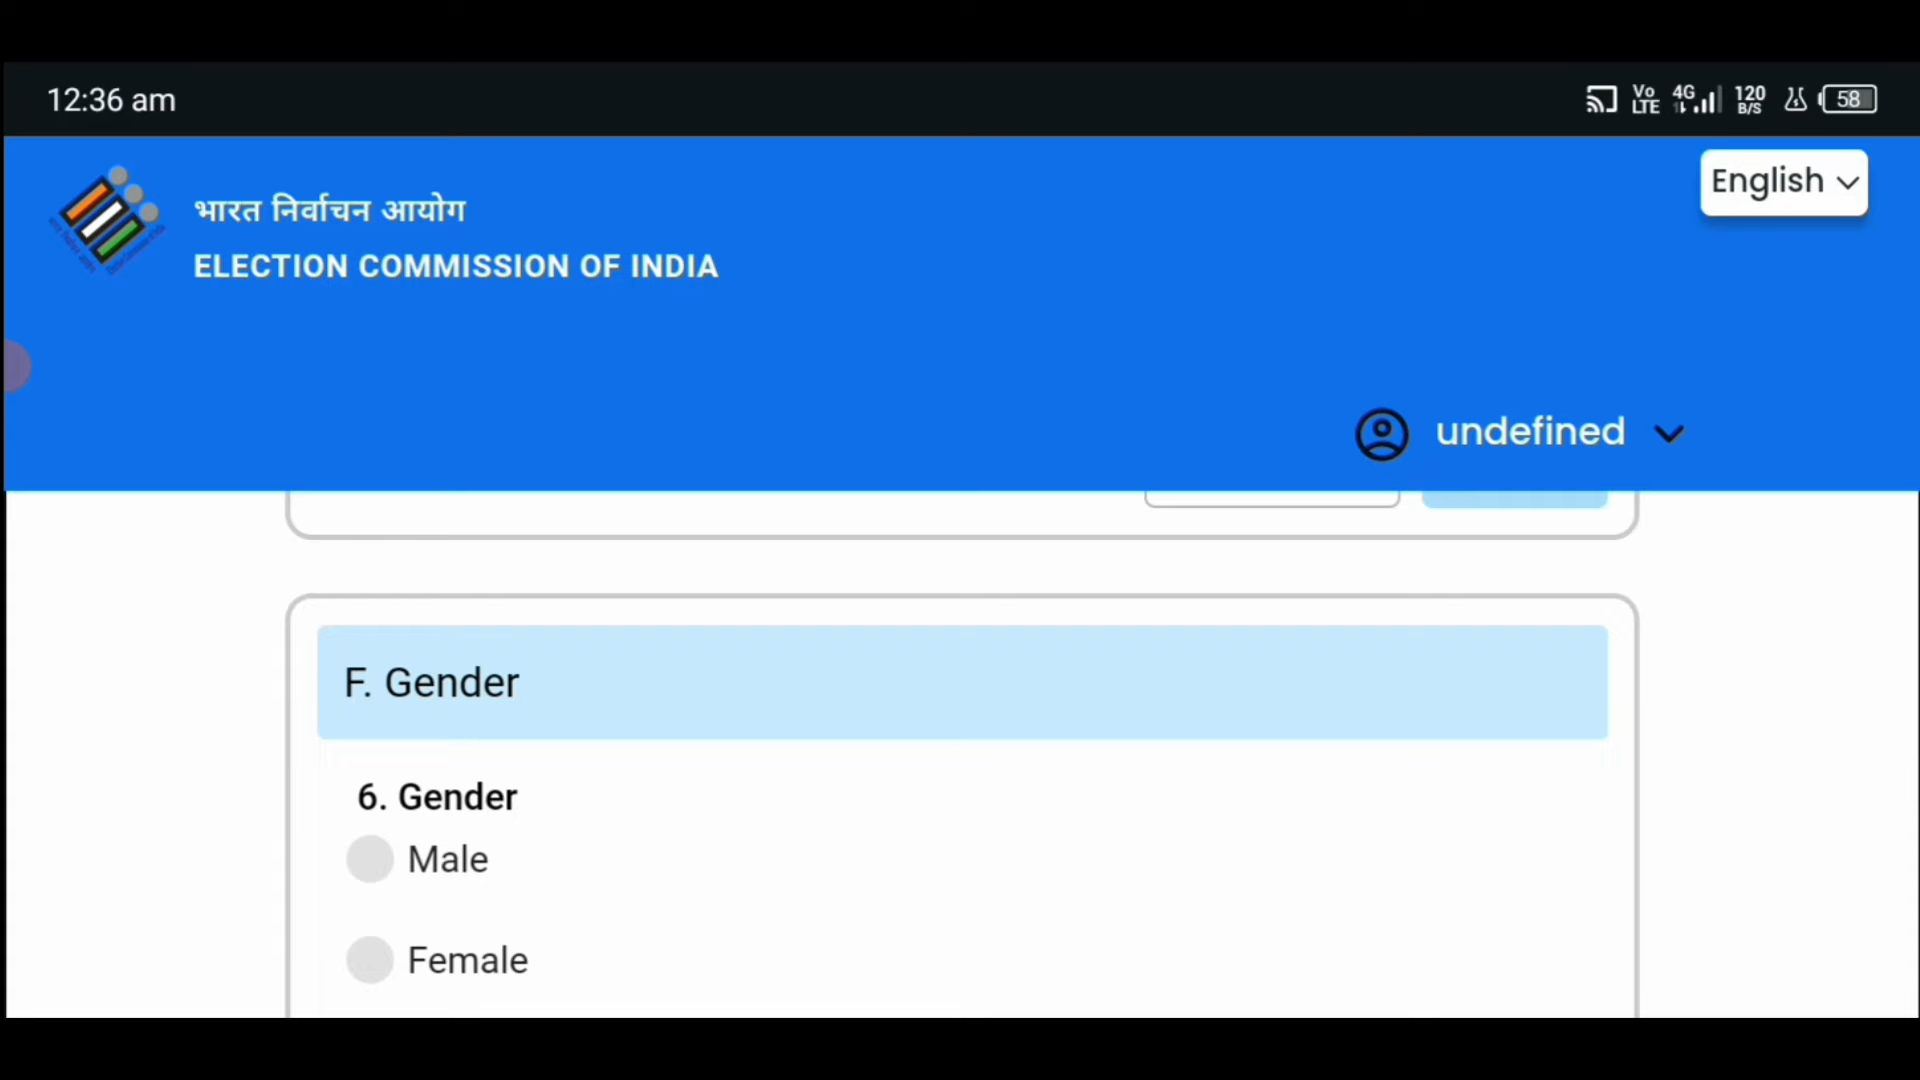 12:36 am
Vo LTE 4G 120 B/S 58
English
भारत निर्वाचन आयोग
ELECTION COMMISSION OF INDIA
undefined
F. Gender
6. Gender
Male
Female